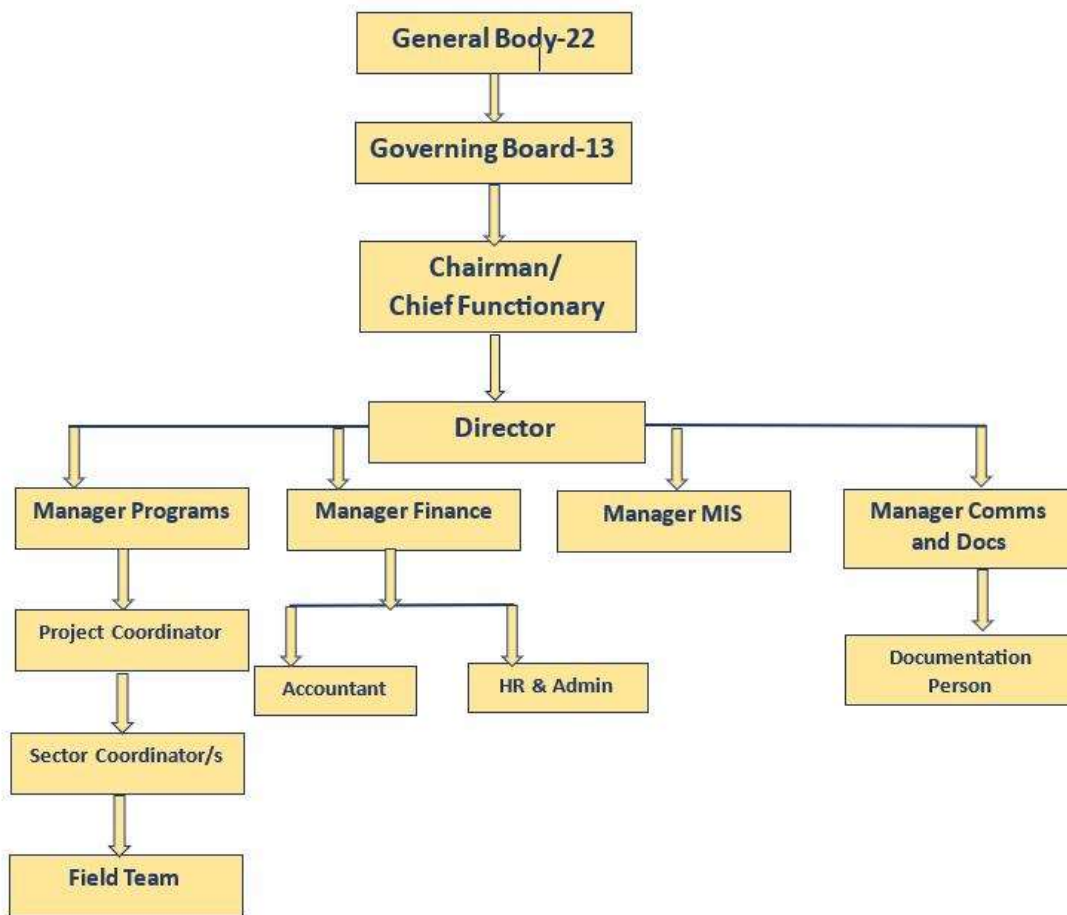 General Body-22
Governing Board-13
Chairman/
Chief Functionary
Director
Manager Programs
Manager Finance
Manager MIS
Manager Comms
and Docs
Project Coordinator
Accountant
HR & Admin
Documentation
Person
Sector Coordinator/s
Field Team